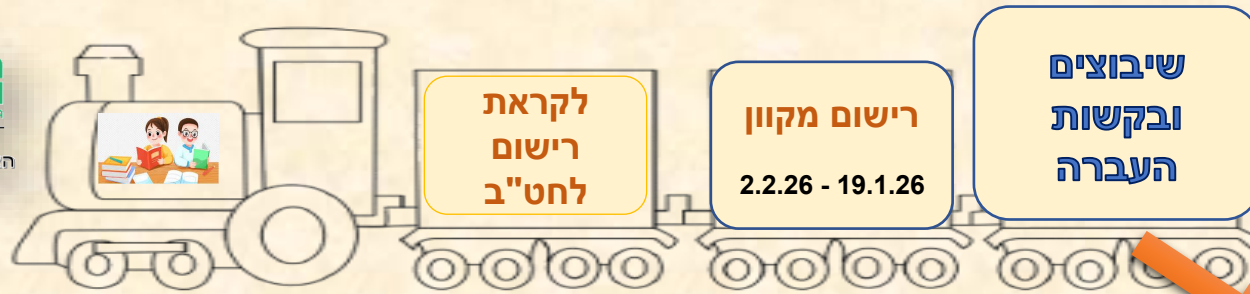 לקראת
רישום
לחט"ב
רישום מקוון
2.2.26 - 19.1.26
שיבוצים
ובקשות
העברה